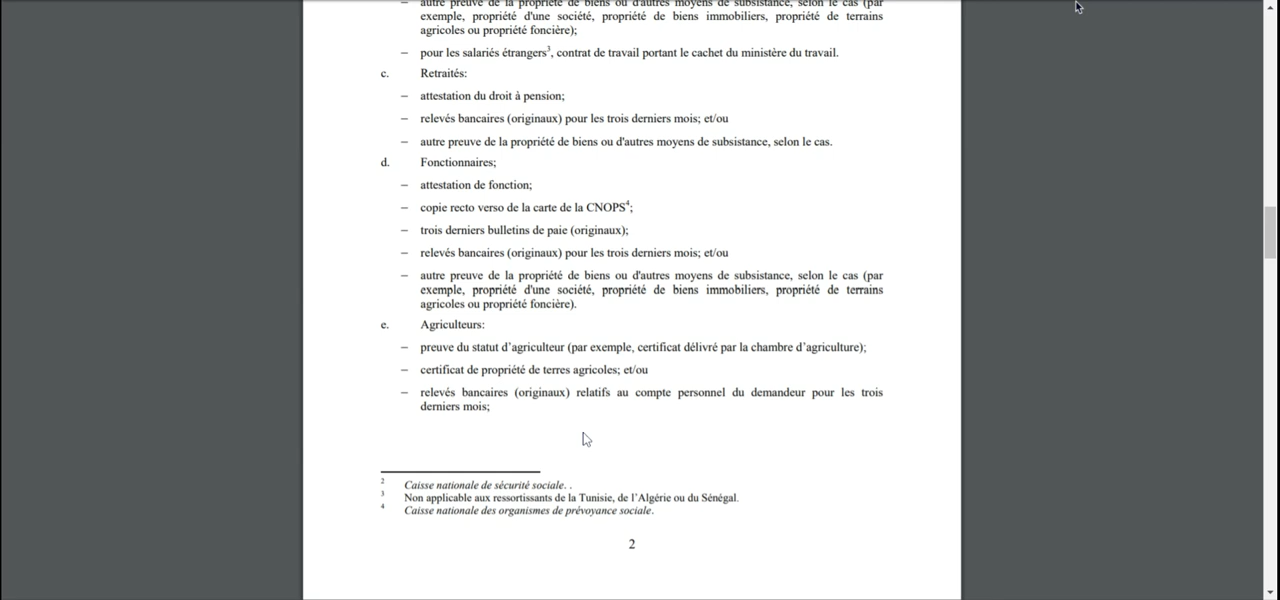 – autre preuve de la propriété de biens ou d'autres moyens de subsistance, selon le cas (par
exemple, propriété d'une société, propriété de biens immobiliers, propriété de terrains
agricoles ou propriété foncière);
– pour les salariés étrangers³, contrat de travail portant le cachet du ministère du travail.
c. Retraités:
– attestation du droit à pension;
– relevés bancaires (originaux) pour les trois derniers mois; et/ou
– autre preuve de la propriété de biens ou d'autres moyens de subsistance, selon le cas.
d. Fonctionnaires;
– attestation de fonction;
– copie recto verso de la carte de la CNOPS⁴;
– trois derniers bulletins de paie (originaux);
– relevés bancaires (originaux) pour les trois derniers mois; et/ou
– autre preuve de la propriété de biens ou d'autres moyens de subsistance, selon le cas (par
exemple, propriété d'une société, propriété de biens immobiliers, propriété de terrains
agricoles ou propriété foncière).
e. Agriculteurs:
– preuve du statut d’agriculteur (par exemple, certificat délivré par la chambre d’agriculture);
– certificat de propriété de terres agricoles; et/ou
– relevés bancaires (originaux) relatifs au compte personnel du demandeur pour les trois
derniers mois;
² Caisse nationale de sécurité sociale. .
³ Non applicable aux ressortissants de la Tunisie, de l’Algérie ou du Sénégal.
⁴ Caisse nationale des organismes de prévoyance sociale.
2